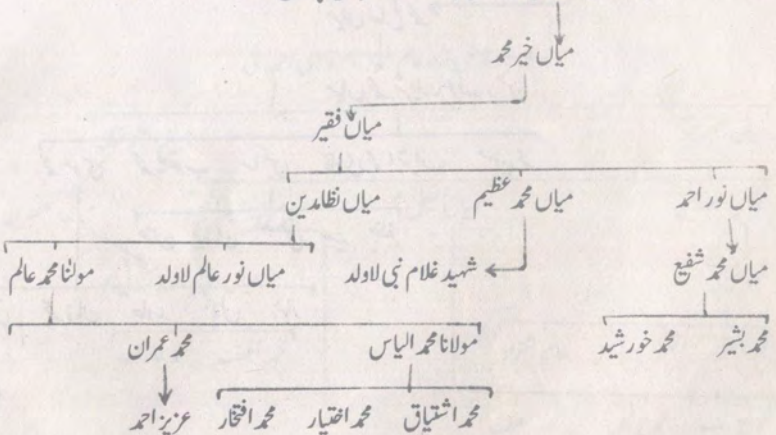 میاں خیر محمد
میاں فقیر
میاں نور احمد میاں محمد عظیم میاں نظامدین
میاں محمد شفیع شہید غلام نبی لاولد میاں نور عالم لاولد مولٰنا محمد عالم
محمد بشیر محمد خورشید مولانا محمد الیاس محمد عمران
محمد اشتیاق محمد اختیار محمد افتخار عزیز احمد